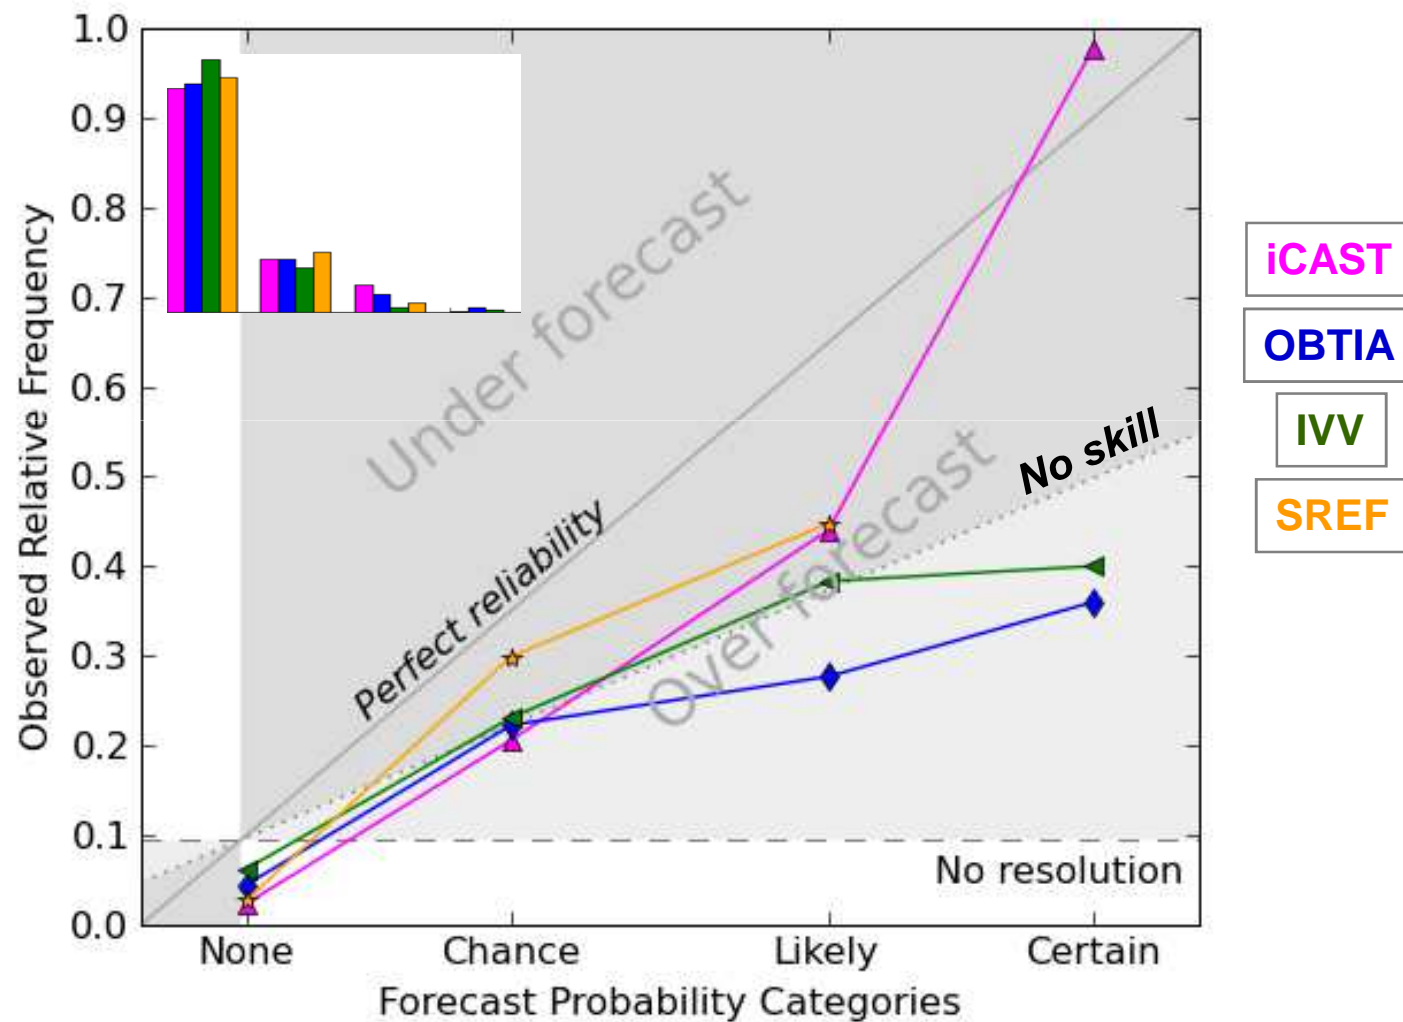 1.0
0.9
0.8
0.7
0.6
0.5
0.4
0.3
0.2
0.1
0.0
Observed Relative Frequency
Under forecast
Perfect reliability
Over forecast
No skill
No resolution
None Chance Likely Certain
Forecast Probability Categories
iCAST
OBTIA
IVV
SREF